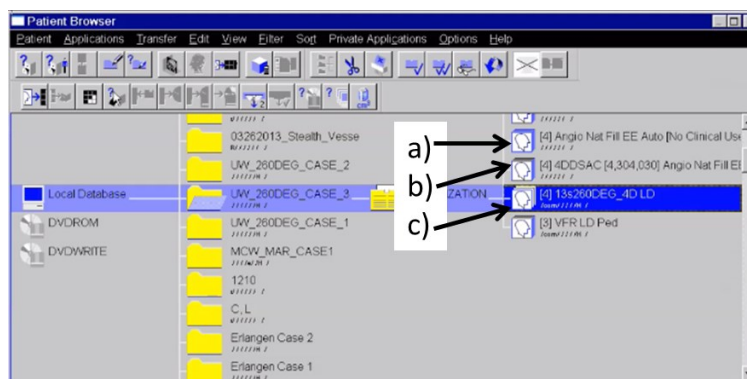 Patient Browser
Patient Applications Transfer Edit View Filter Sort Private Applications Options Help
03262013_Stealth_Vesse
[4] Angio Nat Fill EE Auto [No Clinical Use
a)
UW_260DEG_CASE_2
[4] 4DDSAC [4,304,030] Angio Nat Fill EE
b)
Local Database
UW_260DEG_CASE_3
ZATION
[4] 13s260DEG_4D LD
c)
DVDROM
UW_260DEG_CASE_1
[3] VFR LD Ped
DVDWRITE
MCW_MAR_CASE1
1210
C, L
Erlangen Case 2
Erlangen Case 1